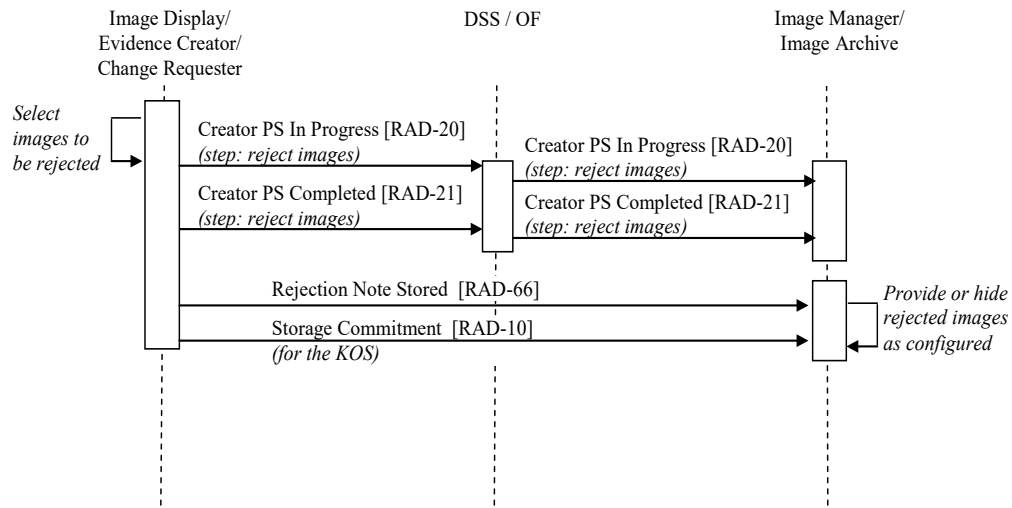 Image Display/
Evidence Creator/
Change Requester
DSS / OF
Image Manager/
Image Archive
Select
images to
be rejected
Creator PS In Progress [RAD-20]
(step: reject images)
Creator PS In Progress [RAD-20]
(step: reject images)
Creator PS Completed [RAD-21]
(step: reject images)
Creator PS Completed [RAD-21]
(step: reject images)
Rejection Note Stored [RAD-66]
Storage Commitment [RAD-10]
(for the KOS)
Provide or hide
rejected images
as configured